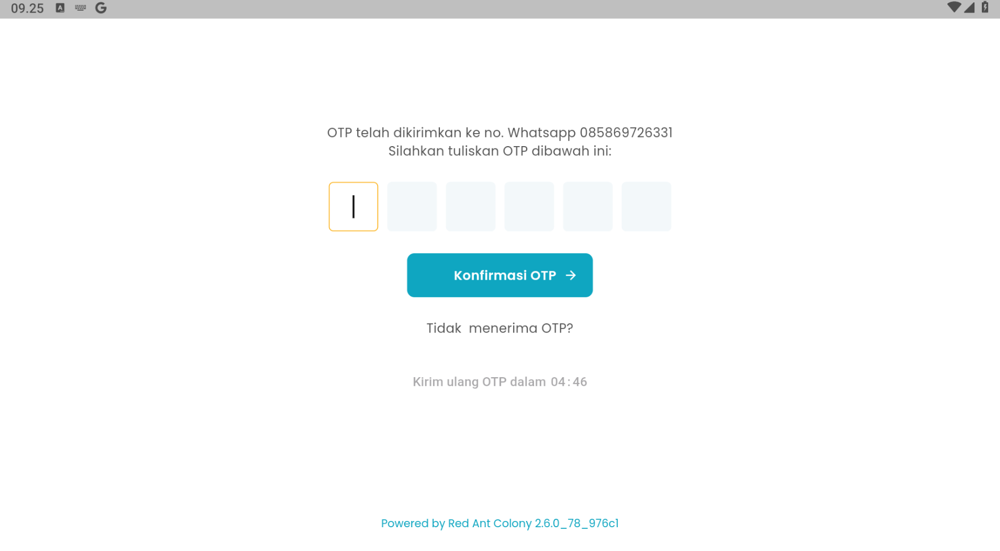 09.25
OTP telah dikirimkan ke no. Whatsapp 085869726331
Silahkan tuliskan OTP dibawah ini:
Konfirmasi OTP →
Tidak  menerima OTP?
Kirim ulang OTP dalam 04:46
Powered by Red Ant Colony 2.6.0_78_976c1